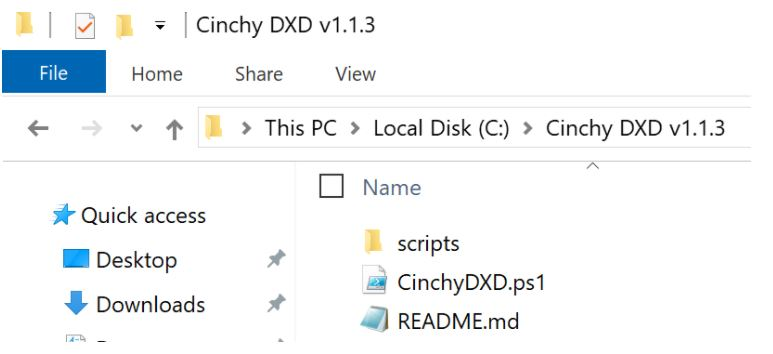 Cinchy DXD v1.1.3
File Home Share View
This PC Local Disk (C:) Cinchy DXD v1.1.3
Name
Quick access
scripts
Desktop
CinchyDXD.ps1
Downloads
README.md